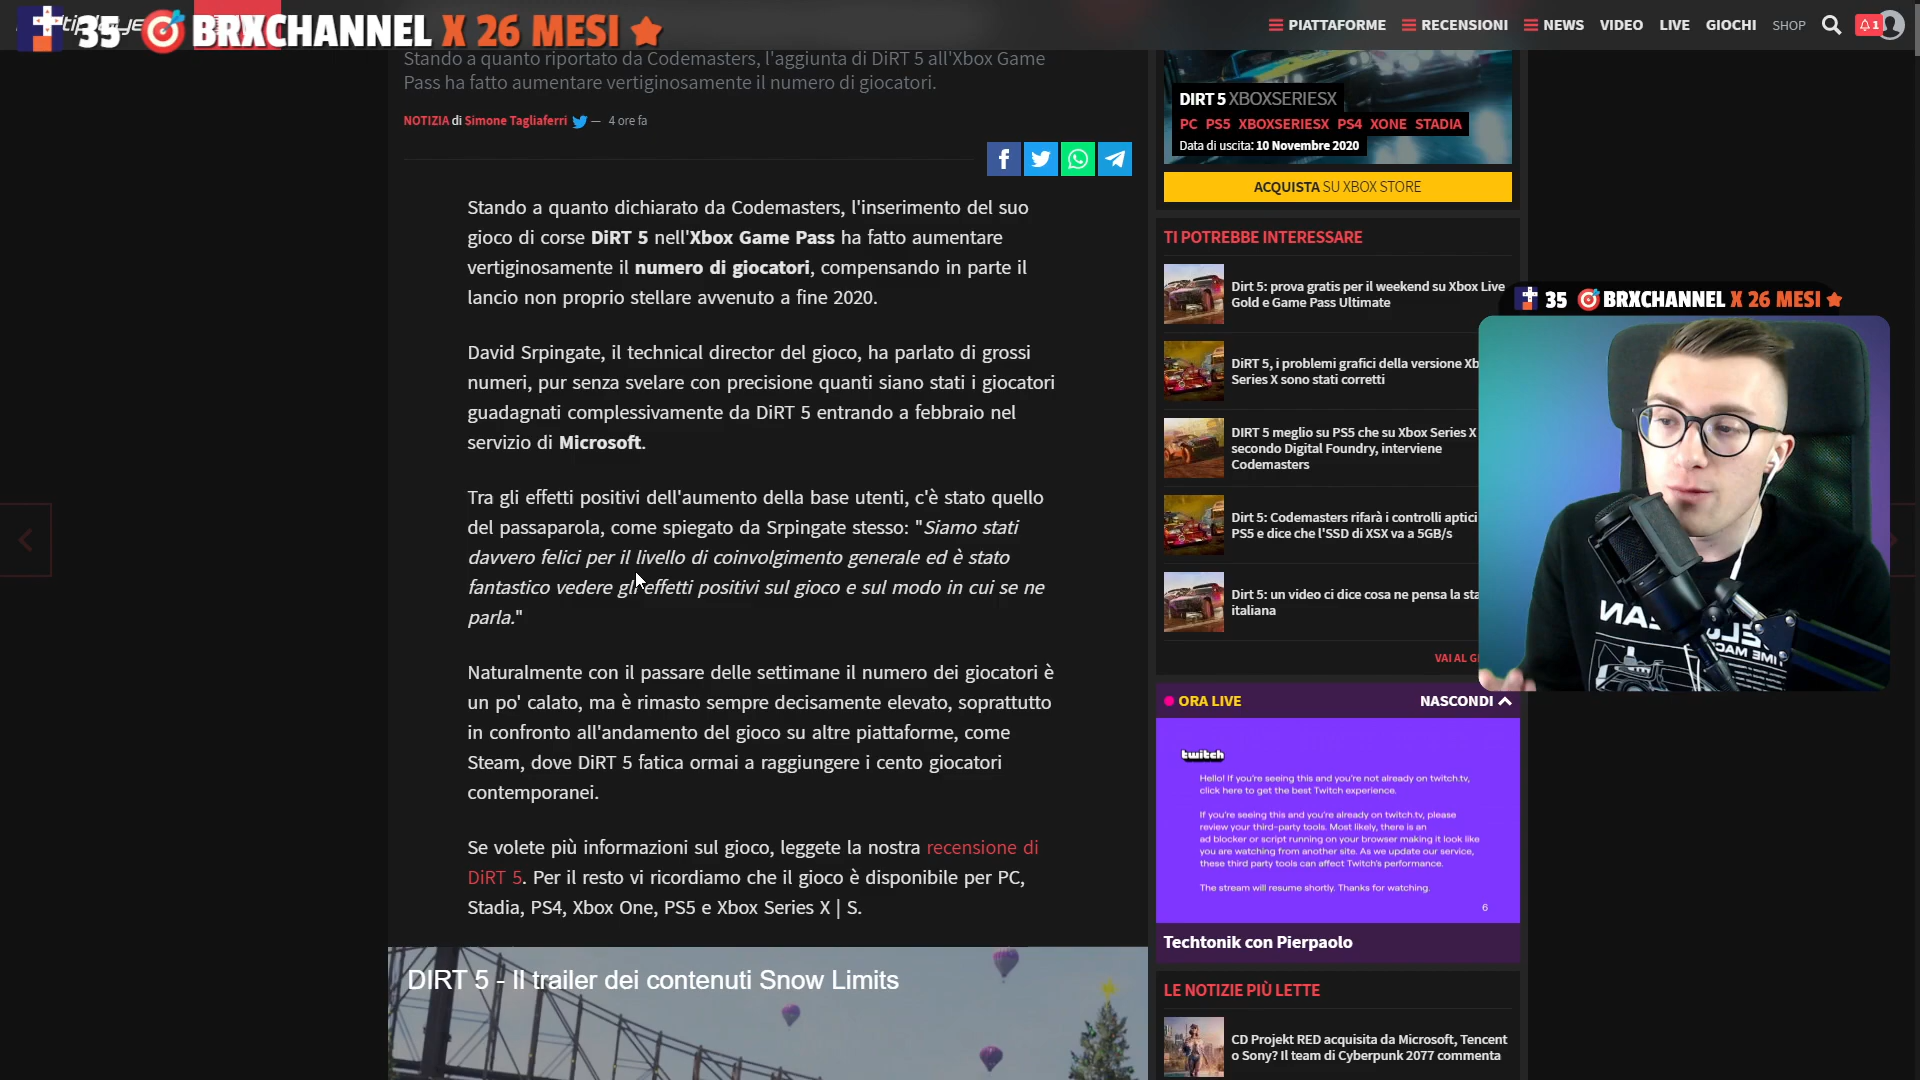 35 BRXCHANNEL X 26 MESI
PIATTAFORME
RECENSIONI
NEWS
VIDEO
LIVE
GIOCHI
SHOP
1
Stando a quanto riportato da Codemasters, l'aggiunta di DiRT 5 all'Xbox Game
Pass ha fatto aumentare vertiginosamente il numero di giocatori.
NOTIZIA di Simone Tagliaferri — 4 ore fa
Stando a quanto dichiarato da Codemasters, l'inserimento del suo
gioco di corse DiRT 5 nell'Xbox Game Pass ha fatto aumentare
vertiginosamente il numero di giocatori, compensando in parte il
lancio non proprio stellare avvenuto a fine 2020.
David Srpingate, il technical director del gioco, ha parlato di grossi
numeri, pur senza svelare con precisione quanti siano stati i giocatori
guadagnati complessivamente da DiRT 5 entrando a febbraio nel
servizio di Microsoft.
Tra gli effetti positivi dell'aumento della base utenti, c'è stato quello
del passaparola, come spiegato da Srpingate stesso: "Siamo stati
davvero felici per il livello di coinvolgimento generale ed è stato
fantastico vedere gli effetti positivi sul gioco e sul modo in cui se ne
parla."
Naturalmente con il passare delle settimane il numero dei giocatori è
un po' calato, ma è rimasto sempre decisamente elevato, soprattutto
in confronto all'andamento del gioco su altre piattaforme, come
Steam, dove DiRT 5 fatica ormai a raggiungere i cento giocatori
contemporanei.
Se volete più informazioni sul gioco, leggete la nostra recensione di
DiRT 5. Per il resto vi ricordiamo che il gioco è disponibile per PC,
Stadia, PS4, Xbox One, PS5 e Xbox Series X | S.
DIRT 5 - Il trailer dei contenuti Snow Limits
DIRT 5 XBOXSERIESX
PC PS5 XBOXSERIESX PS4 XONE STADIA
Data di uscita: 10 Novembre 2020
ACQUISTA SU XBOX STORE
TI POTREBBE INTERESSARE
Dirt 5: prova gratis per il weekend su Xbox Live
Gold e Game Pass Ultimate
DiRT 5, i problemi grafici della versione Xb
Series X sono stati corretti
DIRT 5 meglio su PS5 che su Xbox Series X
secondo Digital Foundry, interviene
Codemasters
Dirt 5: Codemasters rifarà i controlli aptici
PS5 e dice che l'SSD di XSX va a 5GB/s
Dirt 5: un video ci dice cosa ne pensa la sta
italiana
VAI AL G
35 BRXCHANNEL X 26 MESI
ORA LIVE
NASCONDI
twitch
Hello! If you're seeing this and you're not already on twitch.tv,
click here to get the best Twitch experience.
If you're seeing this and you're already on twitch.tv, please
review your third-party tools. Most likely, there is an
ad blocker or script running on your browser making it look like
you are watching from another site. As we update our service,
these third party tools can affect Twitch's performance.
The stream will resume shortly. Thanks for watching.
6
Techtonik con Pierpaolo
LE NOTIZIE PIÙ LETTE
CD Projekt RED acquisita da Microsoft, Tencent
o Sony? Il team di Cyberpunk 2077 commenta